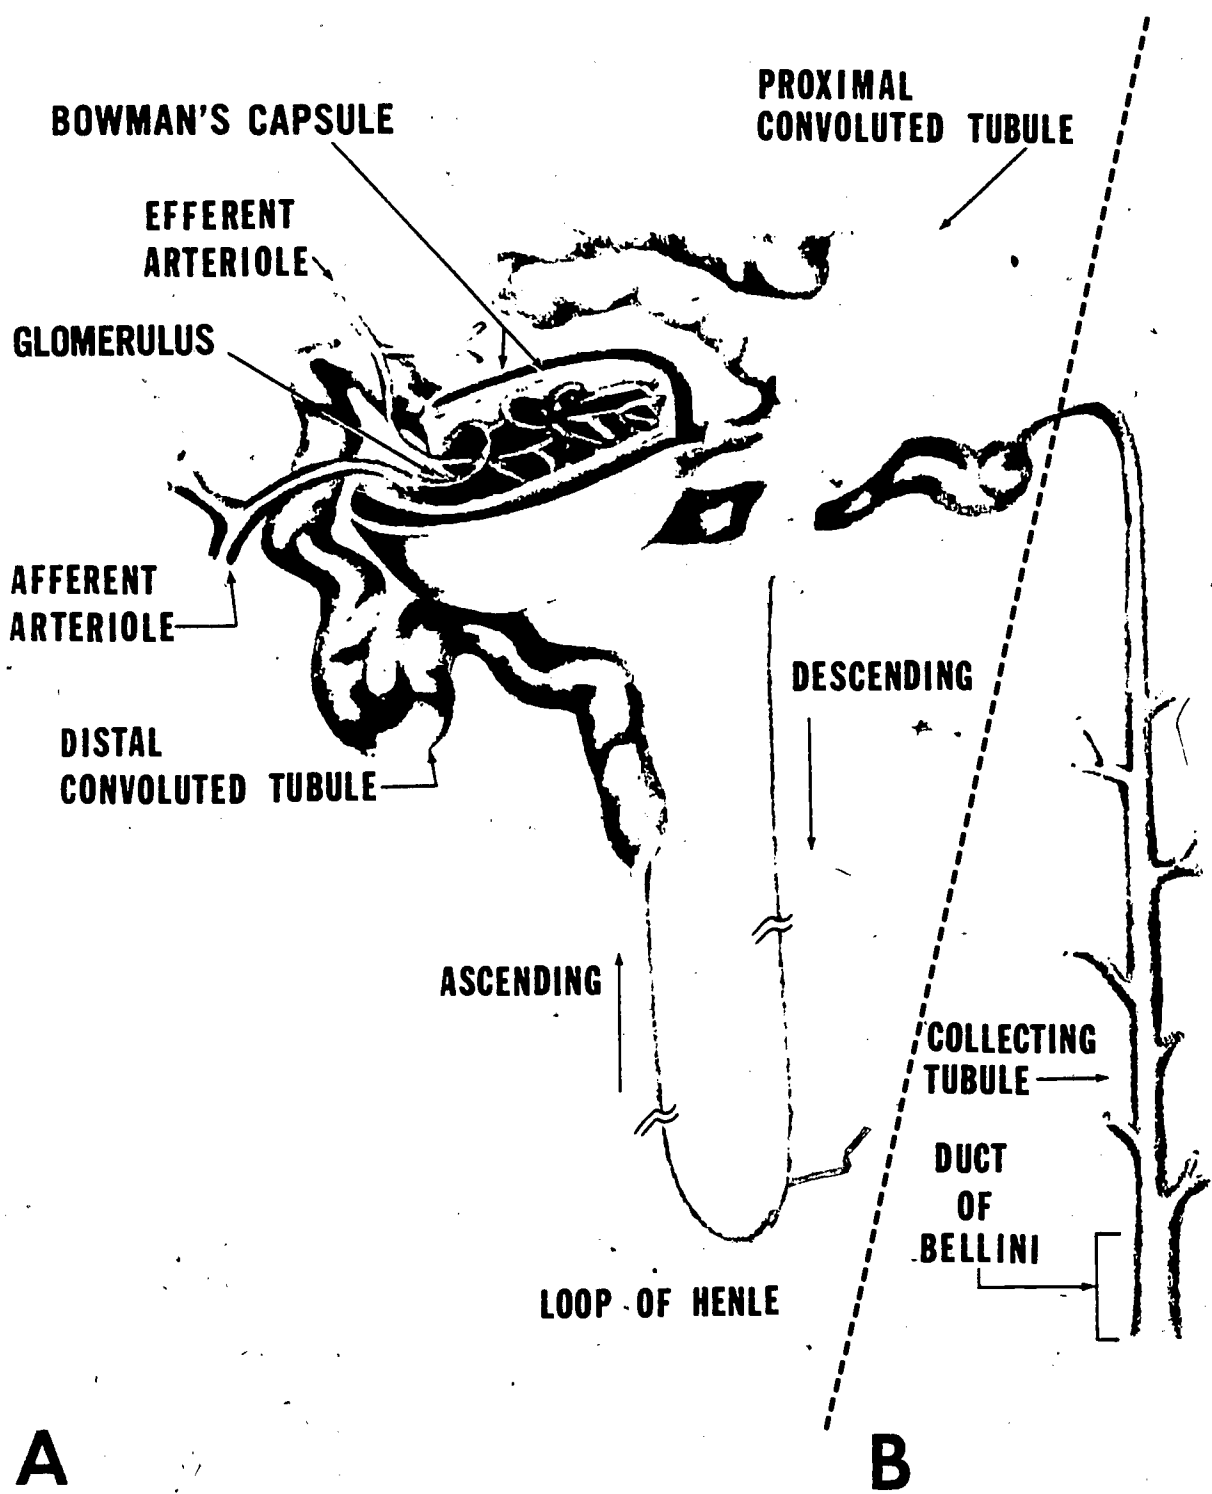 PROXIMAL
CONVOLUTED TUBULE
BOWMAN'S CAPSULE
EFFERENT
ARTERIOLE
GLOMERULUS
AFFERENT
ARTERIOLE
DISTAL
CONVOLUTED TUBULE
DESCENDING
ASCENDING
COLLECTING
TUBULE
DUCT
OF
BELLINI
LOOP OF HENLE
A
B